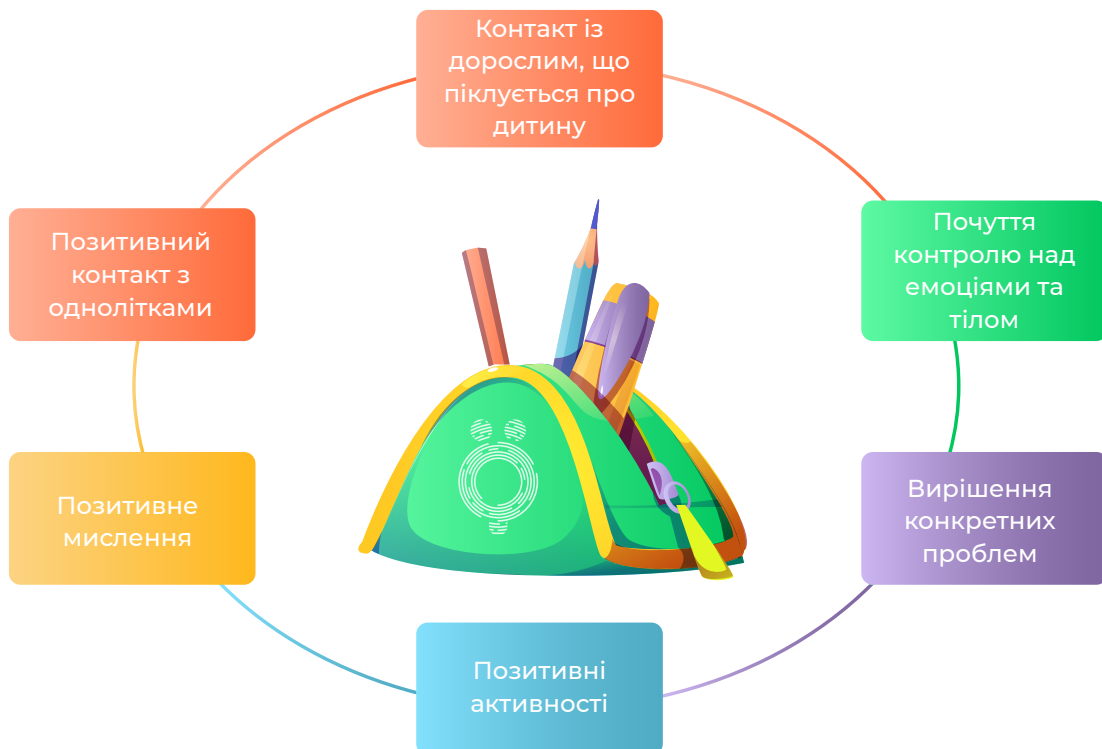 Контакт із
дорослим, що
піклується про
дитину
Почуття
контролю над
емоціями та
тілом
Вирішення
конкретних
проблем
Позитивні
активності
Позитивне
мислення
Позитивний
контакт з
однолітками